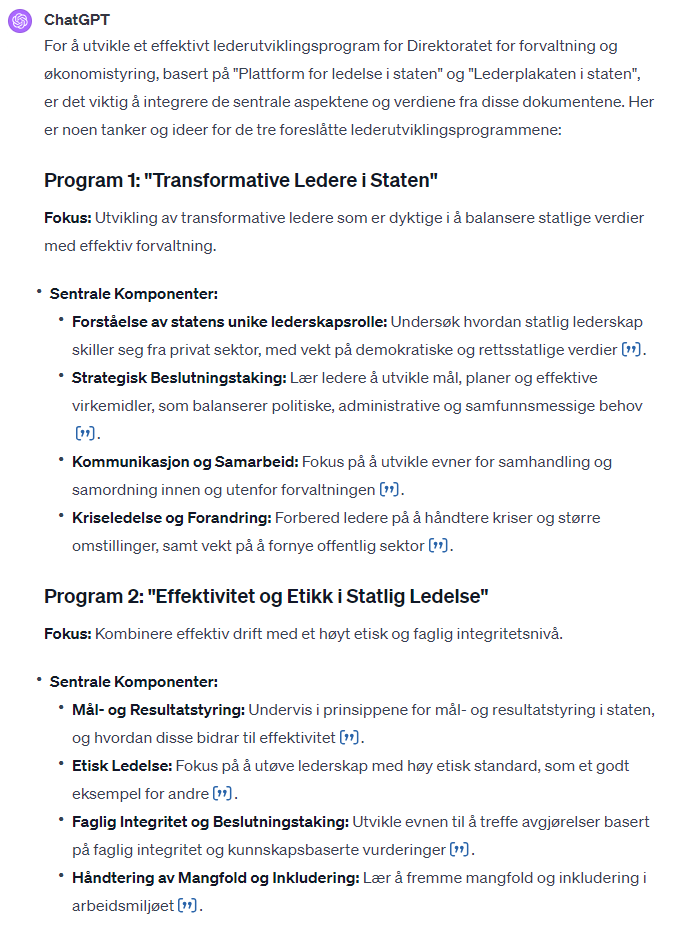 ChatGPT
For å utvikle et effektivt lederutviklingsprogram for Direktoratet for forvaltning og
økonomistyring, basert på "Plattform for ledelse i staten" og "Lederplakaten i staten",
er det viktig å integrere de sentrale aspektene og verdiene fra disse dokumentene. Her
er noen tanker og ideer for de tre foreslåtte lederutviklingsprogrammene:
Program 1: "Transformative Ledere i Staten"
Fokus: Utvikling av transformative ledere som er dyktige i å balansere statlige verdier
med effektiv forvaltning.
• Sentrale Komponenter:
• Forståelse av statens unike lederskapsrolle: Undersøk hvordan statlig lederskap
skiller seg fra privat sektor, med vekt på demokratiske og rettsstatlige verdier [”].
• Strategisk Beslutningstaking: Lær ledere å utvikle mål, planer og effektive
virkemidler, som balanserer politiske, administrative og samfunnsmessige behov
[”].
• Kommunikasjon og Samarbeid: Fokus på å utvikle evner for samhandling og
samordning innen og utenfor forvaltningen [”].
• Kriseledelse og Forandring: Forbered ledere på å håndtere kriser og større
omstillinger, samt vekt på å fornye offentlig sektor [”].
Program 2: "Effektivitet og Etikk i Statlig Ledelse"
Fokus: Kombinere effektiv drift med et høyt etisk og faglig integritetsnivå.
• Sentrale Komponenter:
• Mål- og Resultatstyring: Undervis i prinsippene for mål- og resultatstyring i staten,
og hvordan disse bidrar til effektivitet [”].
• Etisk Ledelse: Fokus på å utøve lederskap med høy etisk standard, som et godt
eksempel for andre [”].
• Faglig Integritet og Beslutningstaking: Utvikle evnen til å treffe avgjørelser basert
på faglig integritet og kunnskapsbaserte vurderinger [”].
• Håndtering av Mangfold og Inkludering: Lær å fremme mangfold og inkludering i
arbeidsmiljøet [”].